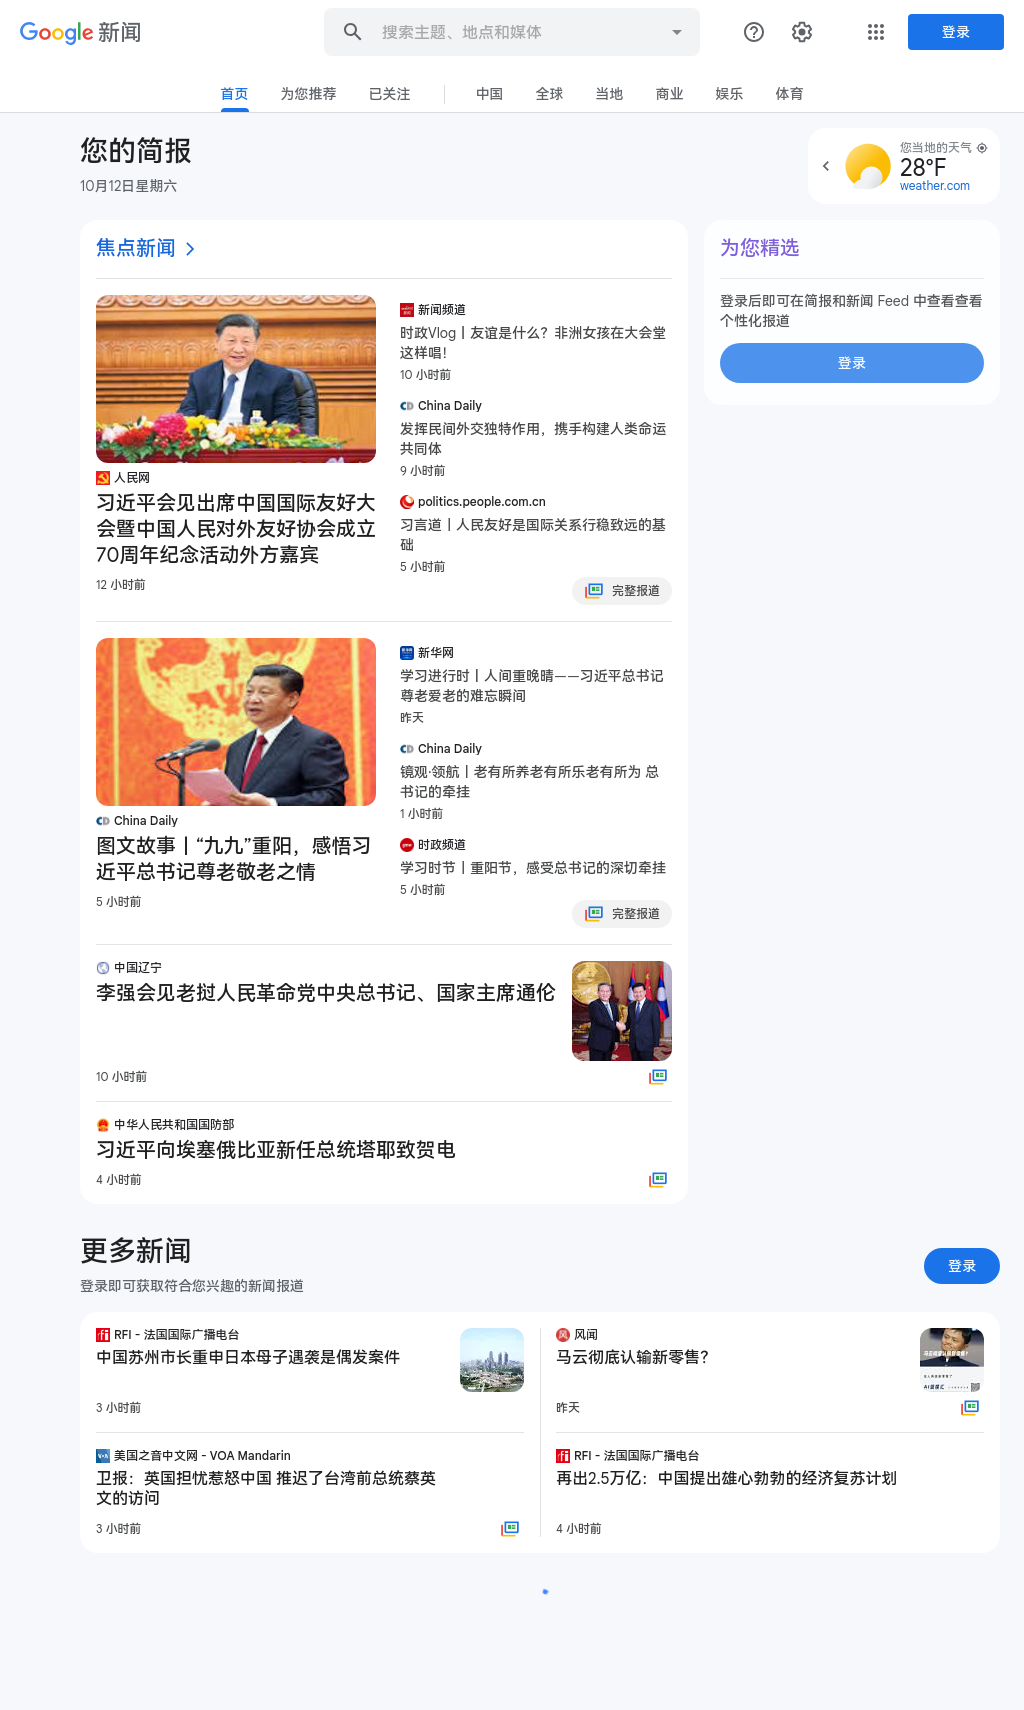 Google 新闻
搜索主题、地点和媒体
登录
首页
为您推荐
已关注
中国
全球
当地
商业
娱乐
体育
您的简报
10月12日星期六
您当地的天气
28°F
weather.com
焦点新闻
人民网
习近平会见出席中国国际友好大
会暨中国人民对外友好协会成立
70周年纪念活动外方嘉宾
12 小时前
新闻频道
时政Vlog丨友谊是什么？非洲女孩在大会堂
这样唱！
10 小时前
China Daily
发挥民间外交独特作用，携手构建人类命运
共同体
9 小时前
politics.people.com.cn
习言道丨人民友好是国际关系行稳致远的基
础
5 小时前
完整报道
China Daily
图文故事丨“九九”重阳，感悟习
近平总书记尊老敬老之情
5 小时前
新华网
学习进行时丨人间重晚晴——习近平总书记
尊老爱老的难忘瞬间
昨天
China Daily
镜观·领航丨老有所养老有所乐老有所为 总
书记的牵挂
1 小时前
时政频道
学习时节丨重阳节，感受总书记的深切牵挂
5 小时前
完整报道
中国辽宁
李强会见老挝人民革命党中央总书记、国家主席通伦
10 小时前
中华人民共和国国防部
习近平向埃塞俄比亚新任总统塔耶致贺电
4 小时前
为您精选
登录后即可在简报和新闻 Feed 中查看查看
个性化报道
登录
更多新闻
登录即可获取符合您兴趣的新闻报道
登录
RFI - 法国国际广播电台
中国苏州市长重申日本母子遇袭是偶发案件
3 小时前
风闻
马云彻底认输新零售？
昨天
美国之音中文网 - VOA Mandarin
卫报：英国担忧惹怒中国 推迟了台湾前总统蔡英
文的访问
3 小时前
RFI - 法国国际广播电台
再出2.5万亿：中国提出雄心勃勃的经济复苏计划
4 小时前